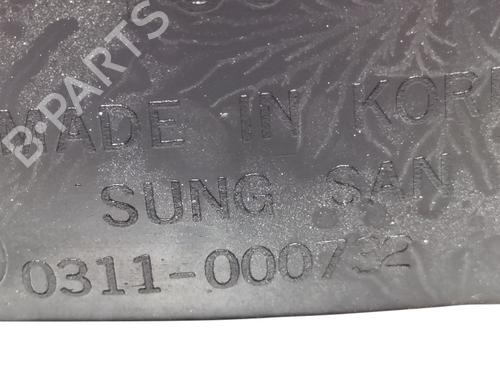 B-PARTS
MADE IN KOR
SUNG SAN
0311-000732